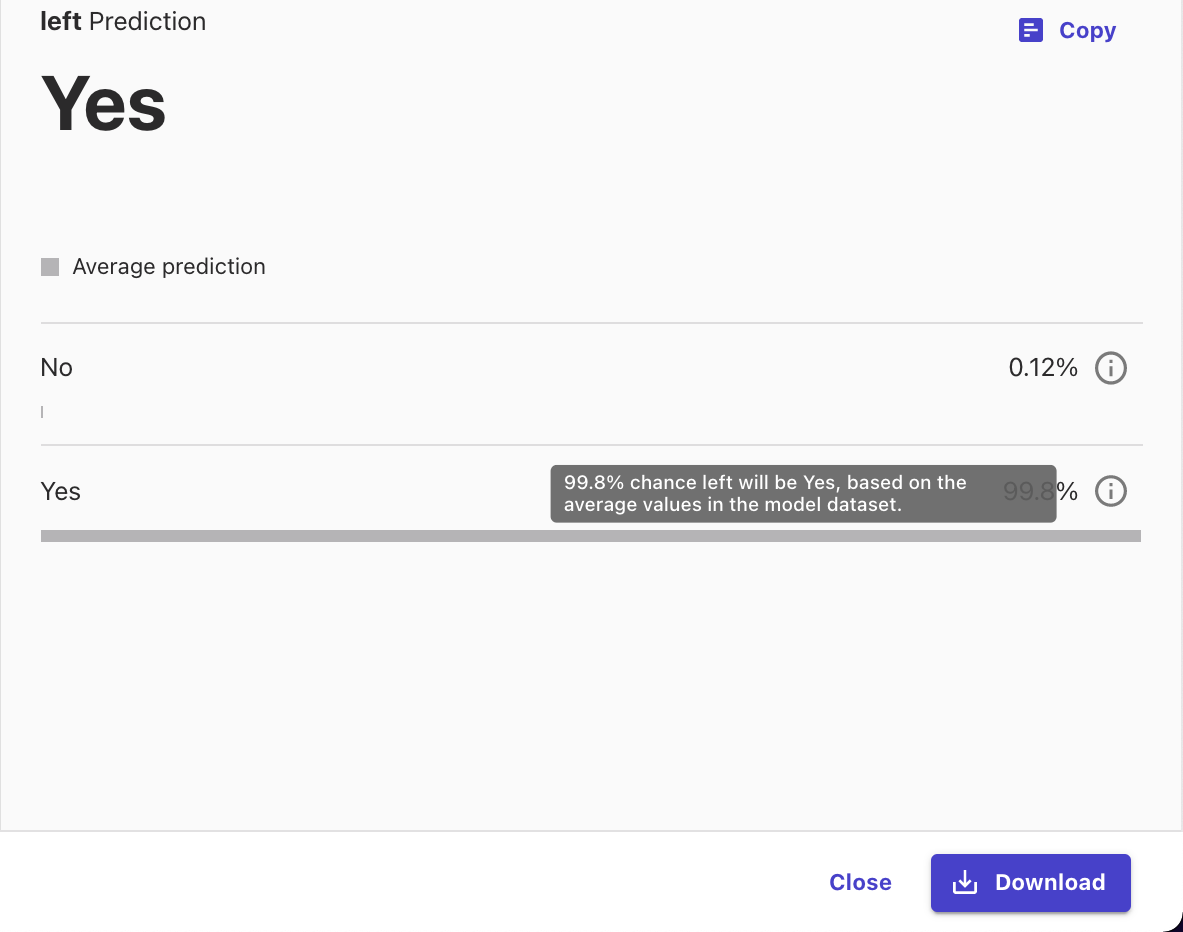 left Prediction
Copy
Yes
Average prediction
No
0.12%
Yes
99.8% chance left will be Yes, based on the
average values in the model dataset.
99.8%
Close
Download